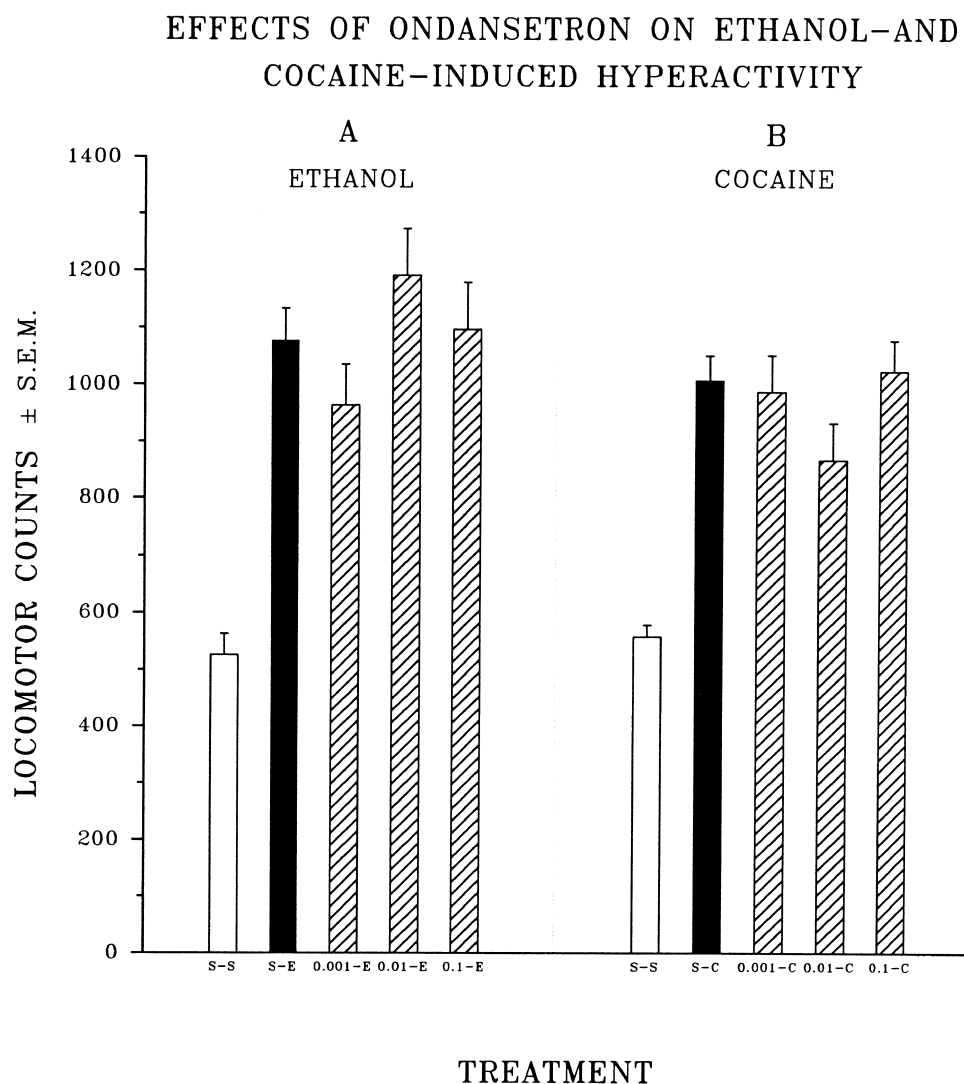 EFFECTS OF ONDANSETRON ON ETHANOL-AND
COCAINE-INDUCED HYPERACTIVITY
A
B
ETHANOL
COCAINE
1400
1200
1000
800
600
400
200
0
LOCOMOTOR COUNTS ± S.E.M.
S-S S-E 0.001-E 0.01-E 0.1-E
S-S S-C 0.001-C 0.01-C 0.1-C
TREATMENT